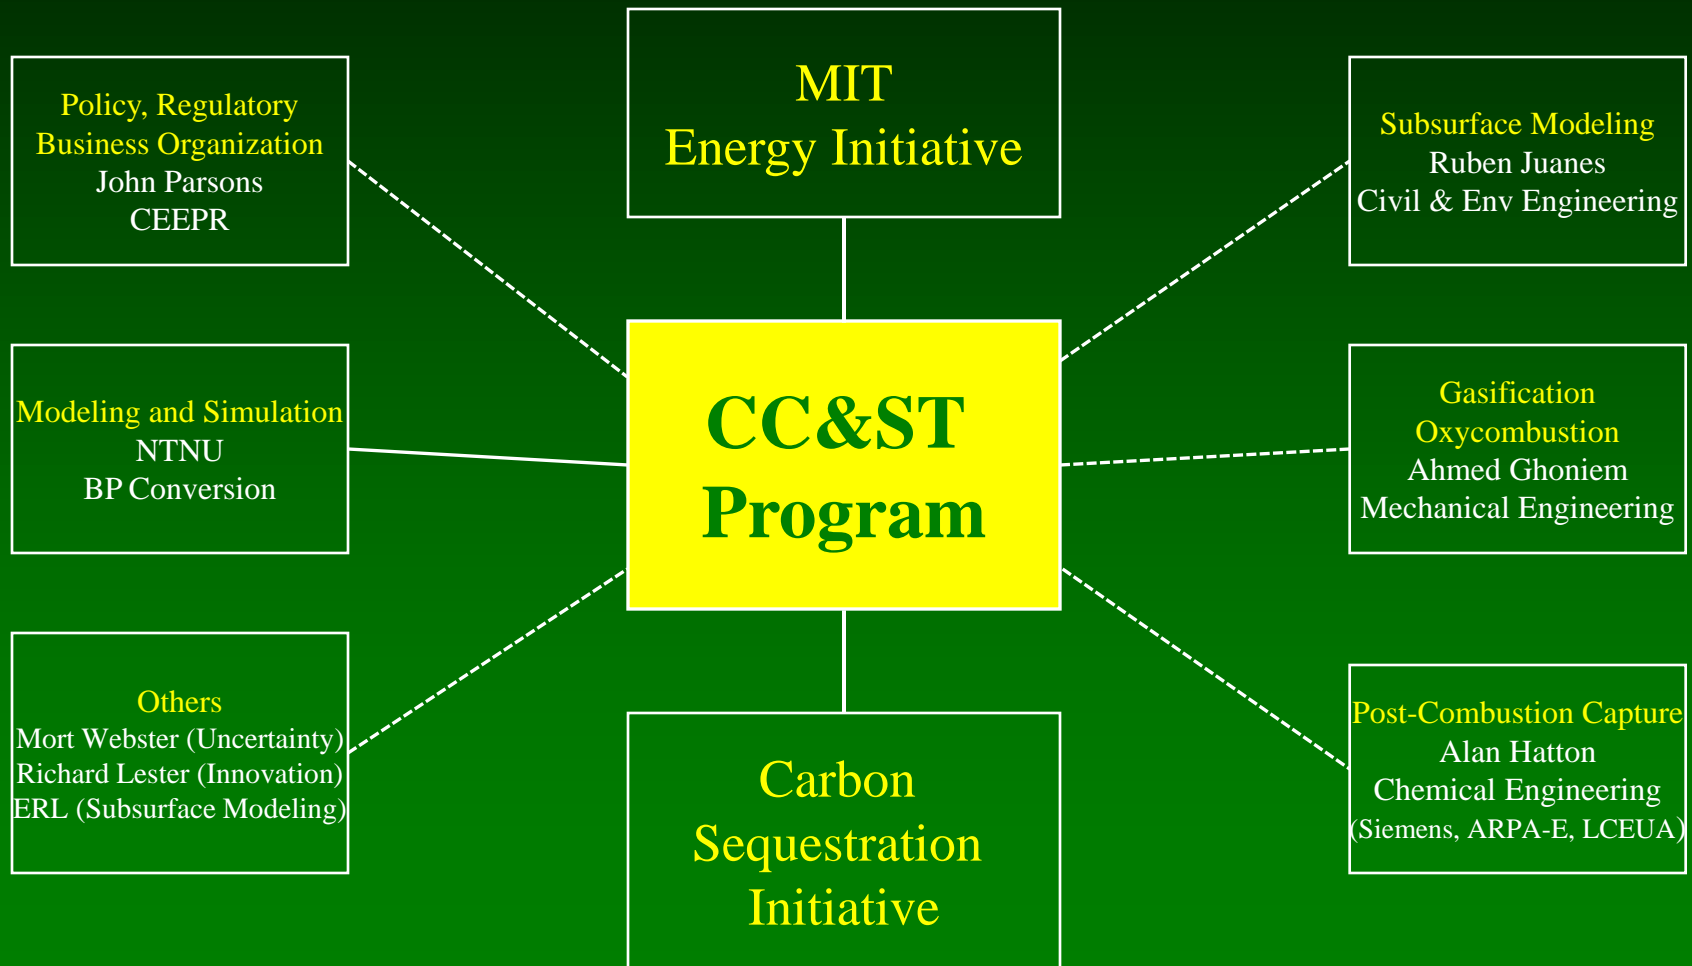 MIT
Energy Initiative
Policy, Regulatory
Business Organization
John Parsons
CEEPR
Subsurface Modeling
Ruben Juanes
Civil & Env Engineering
Modeling and Simulation
NTNU
BP Conversion
CC&ST
Program
Gasification
Oxycombustion
Ahmed Ghoniem
Mechanical Engineering
Others
Mort Webster (Uncertainty)
Richard Lester (Innovation)
ERL (Subsurface Modeling)
Carbon
Sequestration
Initiative
Post-Combustion Capture
Alan Hatton
Chemical Engineering
(Siemens, ARPA-E, LCEUA)